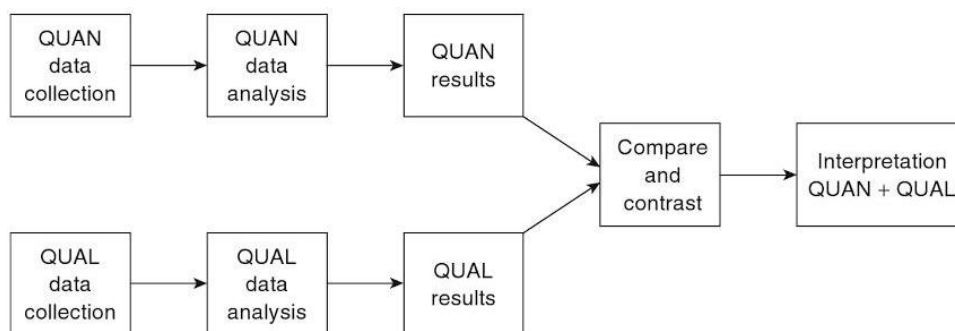 QUAN
data
collection
QUAN
data
analysis
QUAN
results
Compare
and
contrast
Interpretation
QUAN + QUAL
QUAL
data
collection
QUAL
data
analysis
QUAL
results